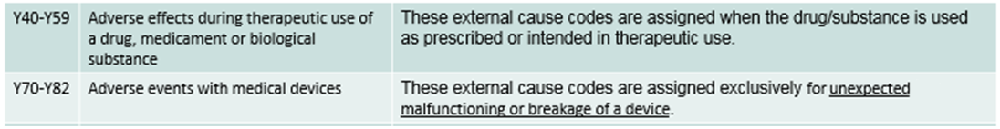 Y40-Y59 Adverse effects during therapeutic use of a drug, medicament or biological substance These external cause codes are assigned when the drug/substance is used as prescribed or intended in therapeutic use.
Y70-Y82 Adverse events with medical devices These external cause codes are assigned exclusively for unexpected malfunctioning or breakage of a device.